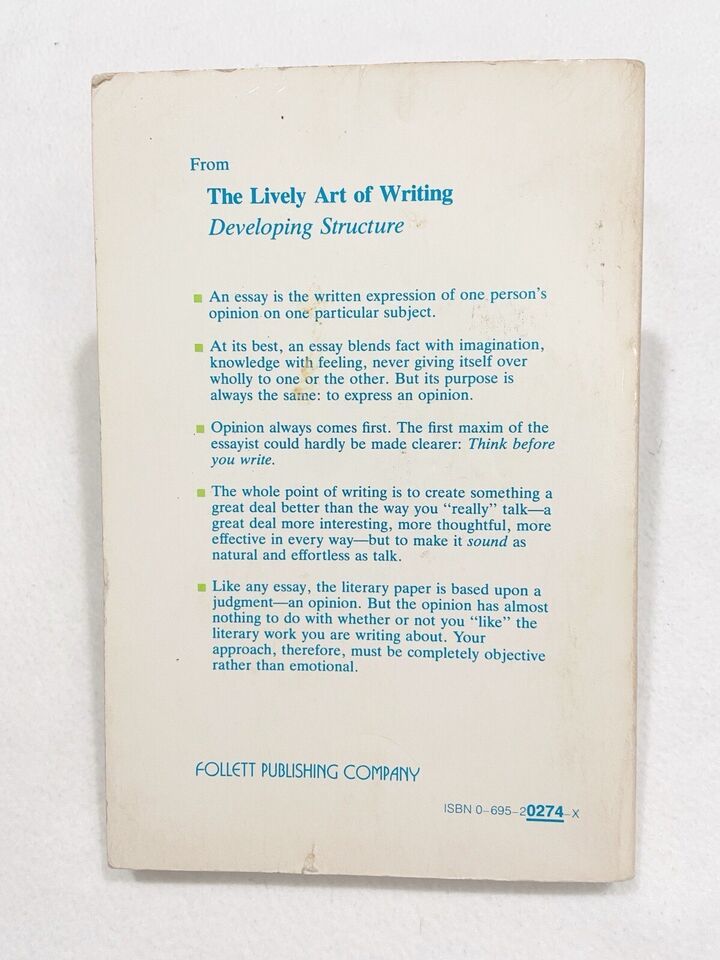 From
The Lively Art of Writing
Developing Structure
An essay is the written expression of one person's
opinion on one particular subject.
At its best, an essay blends fact with imagination,
knowledge with feeling, never giving itself over
wholly to one or the other. But its purpose is
always the same: to express an opinion.
Opinion always comes first. The first maxim of the
essayist could hardly be made clearer: Think before
you write.
The whole point of writing is to create something a
great deal better than the way you “really” talk—a
great deal more interesting, more thoughtful, more
effective in every way—but to make it sound as
natural and effortless as talk.
Like any essay, the literary paper is based upon a
judgment—an opinion. But the opinion has almost
nothing to do with whether or not you “like” the
literary work you are writing about. Your
approach, therefore, must be completely objective
rather than emotional.
FOLLETT PUBLISHING COMPANY
ISBN 0-695-20274-X